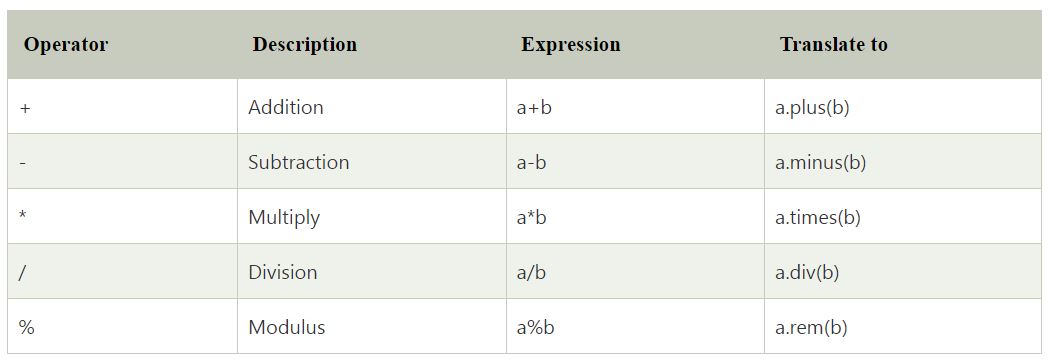 Operator Description Expression Translate to
+ Addition a+b a.plus(b)
- Subtraction a-b a.minus(b)
* Multiply a*b a.times(b)
/ Division a/b a.div(b)
% Modulus a%b a.rem(b)